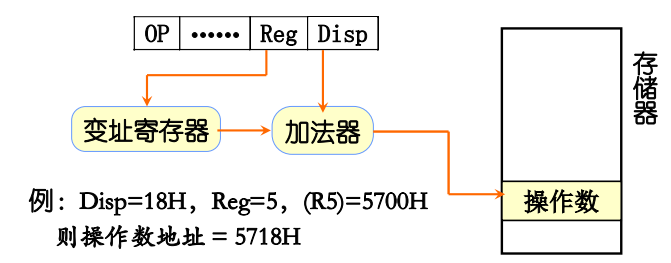 OP …… Reg Disp
变址寄存器
加法器
存储器
操作数
例：Disp=18H，Reg=5，(R5)=5700H
则操作数地址 = 5718H